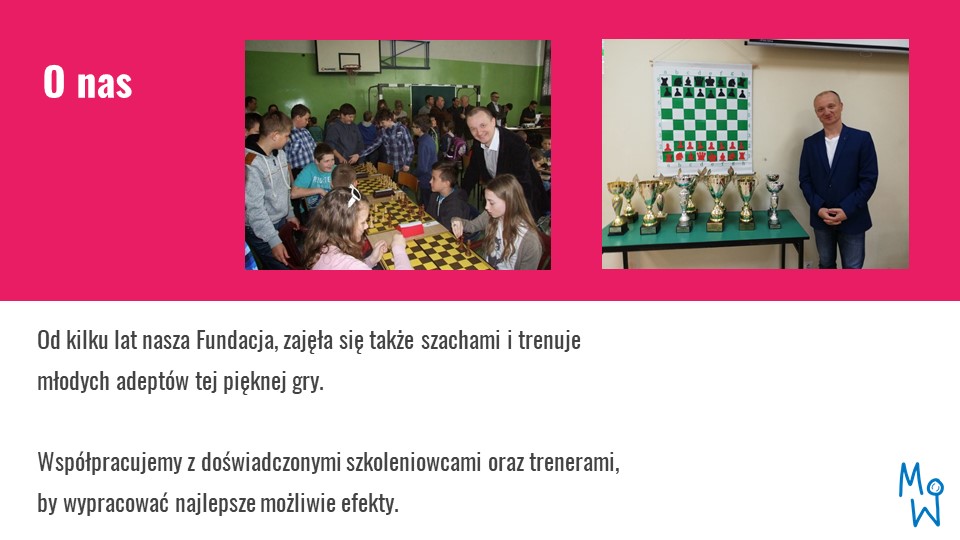 O nas
Od kilku lat nasza Fundacja, zajęła się także szachami i trenuje
młodych adeptów tej pięknej gry.
Współpracujemy z doświadczonymi szkoleniowcami oraz trenerami,
by wypracować najlepsze możliwie efekty.
MoW